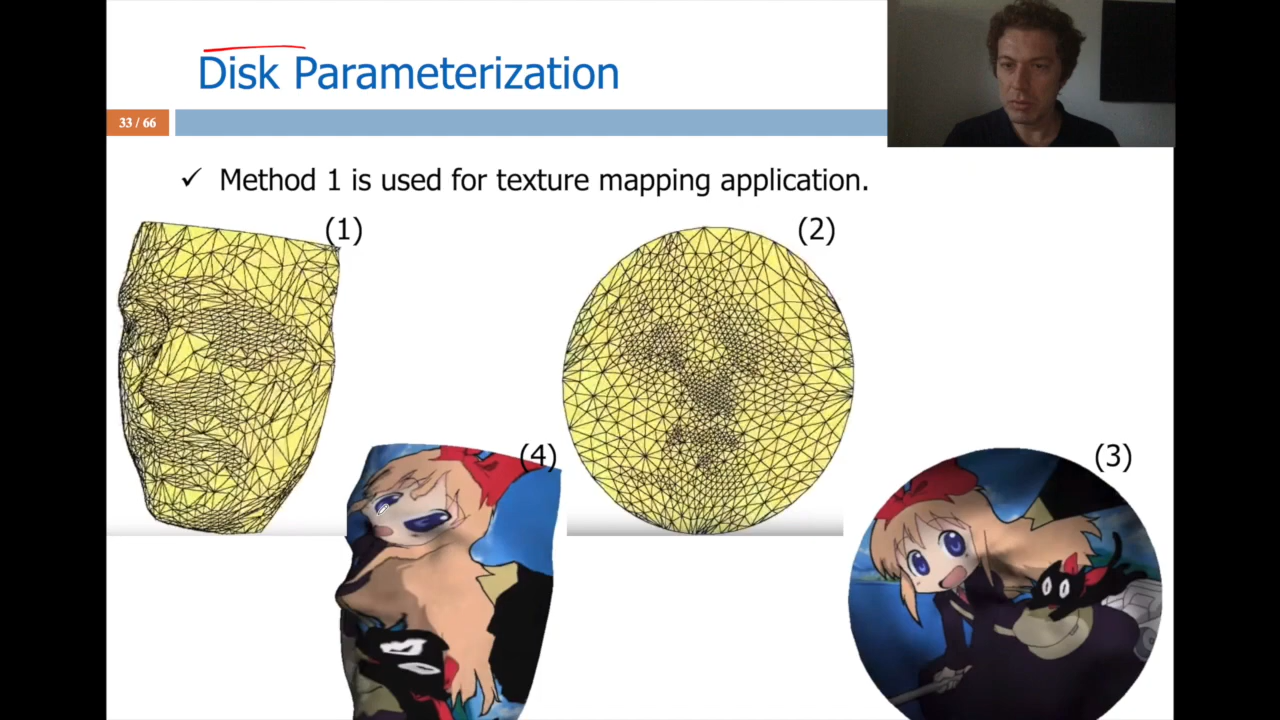 Disk Parameterization
33 / 66
✓ Method 1 is used for texture mapping application.
(1)
(2)
(4)
(3)